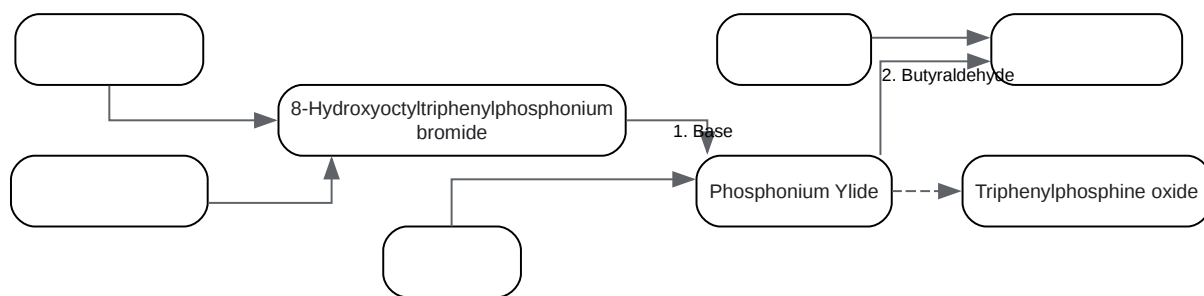 2. Butyraldehyde
8-Hydroxyoctyltriphenylphosphonium
bromide
1. Base
Phosphonium Ylide
Triphenylphosphine oxide